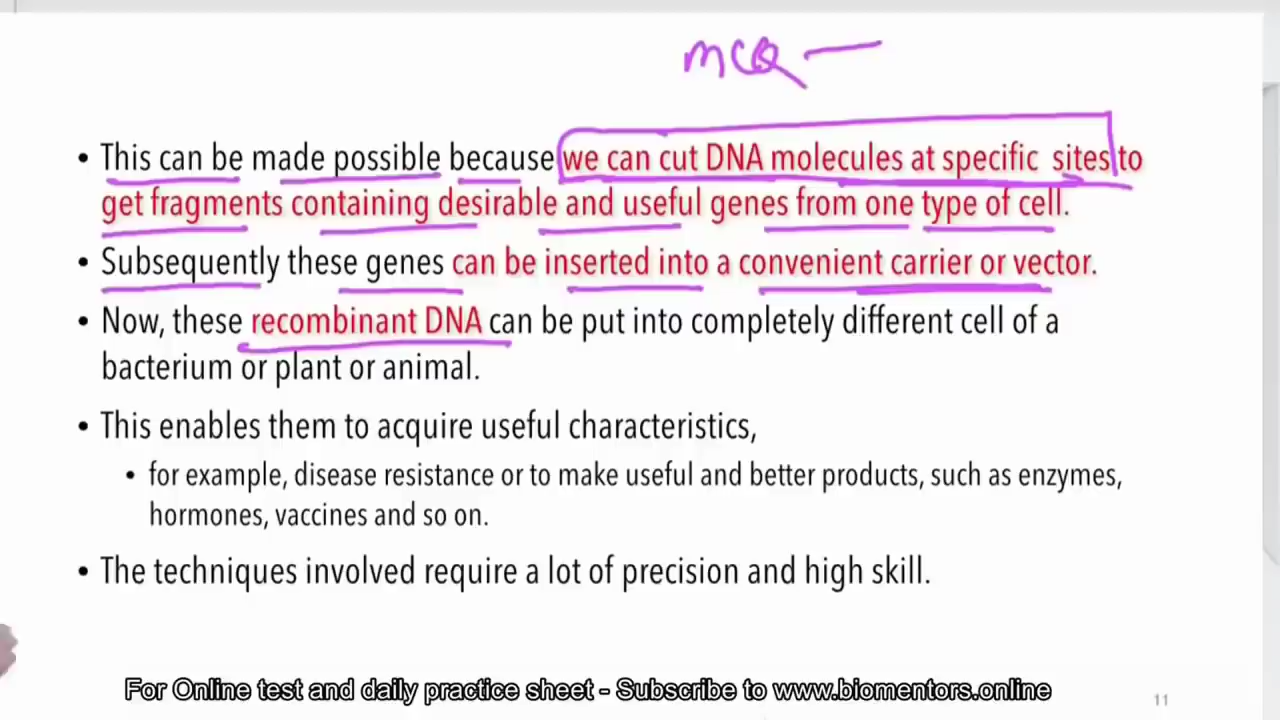 MCQ —
• This can be made possible because we can cut DNA molecules at specific sites to
get fragments containing desirable and useful genes from one type of cell.
• Subsequently these genes can be inserted into a convenient carrier or vector.
• Now, these recombinant DNA can be put into completely different cell of a
bacterium or plant or animal.
• This enables them to acquire useful characteristics,
• for example, disease resistance or to make useful and better products, such as enzymes,
hormones, vaccines and so on.
• The techniques involved require a lot of precision and high skill.
For Online test and daily practice sheet - Subscribe to www.biomentors.online
11